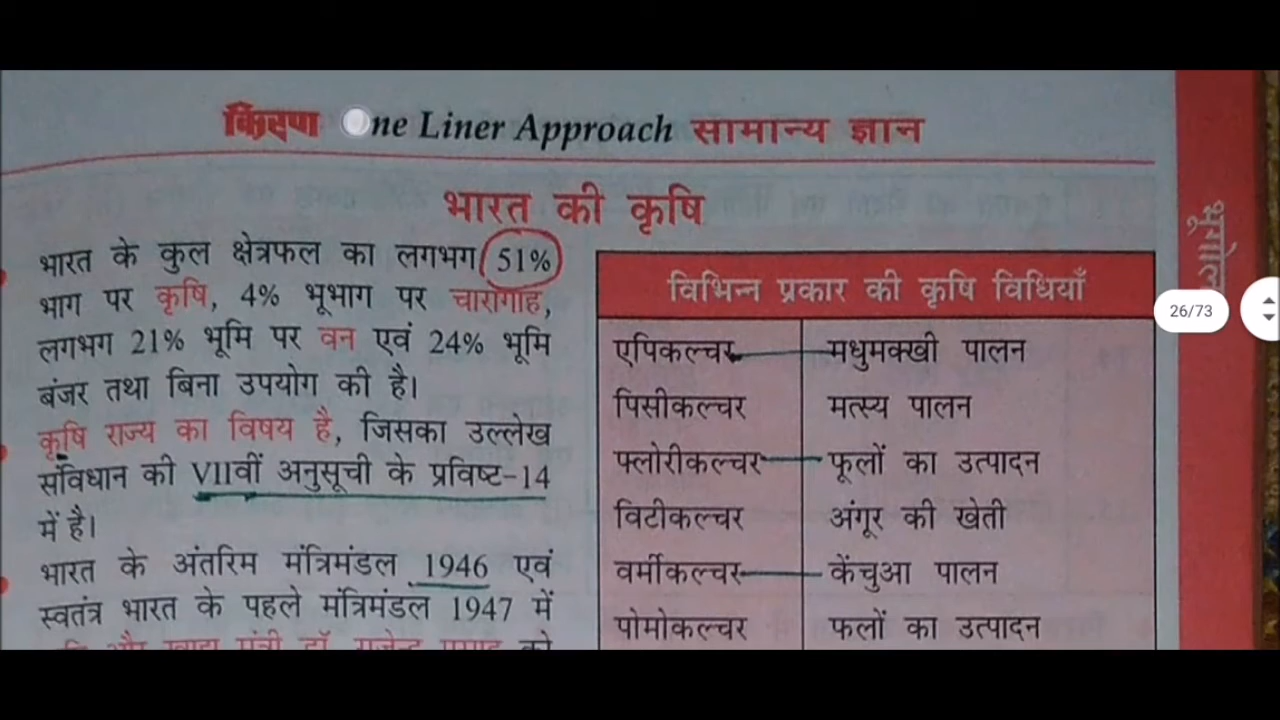 किरण One Liner Approach सामान्य ज्ञान
भारत की कृषि
भारत के कुल क्षेत्रफल का लगभग 51%
भाग पर कृषि, 4% भूभाग पर चारागाह,
लगभग 21% भूमि पर वन एवं 24% भूमि
बंजर तथा बिना उपयोग की है।
कृषि राज्य का विषय है, जिसका उल्लेख
संविधान की VIIवीं अनुसूची के प्रविष्ट-14
में है।
भारत के अंतरिम मंत्रिमंडल 1946 एवं
स्वतंत्र भारत के पहले मंत्रिमंडल 1947 में
विभिन्न प्रकार की कृषि विधियाँ
एपिकल्चर मधुमक्खी पालन
पिसीकल्चर मत्स्य पालन
फ्लोरीकल्चर फूलों का उत्पादन
विटीकल्चर अंगूर की खेती
वर्मीकल्चर केंचुआ पालन
पोमोकल्चर फलों का उत्पादन
भूगोल
26/73